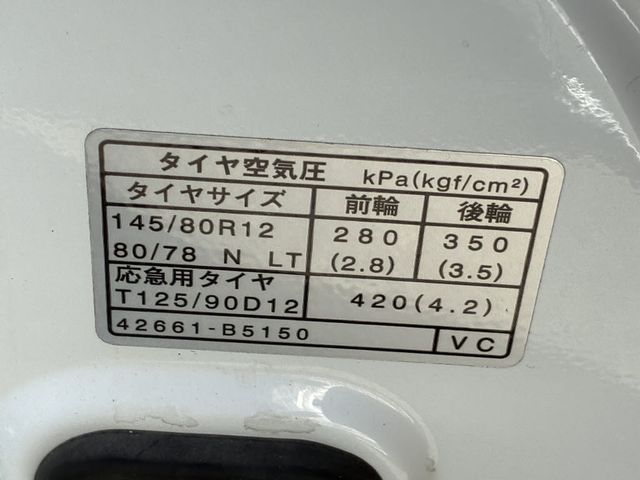 タイヤ空気圧 kPa(kgf/cm²)
タイヤサイズ 前輪 後輪
145/80R12 280 350
80/78 N LT (2.8) (3.5)
応急用タイヤ
T125/90D12 420(4.2)
42661-B5150 VC